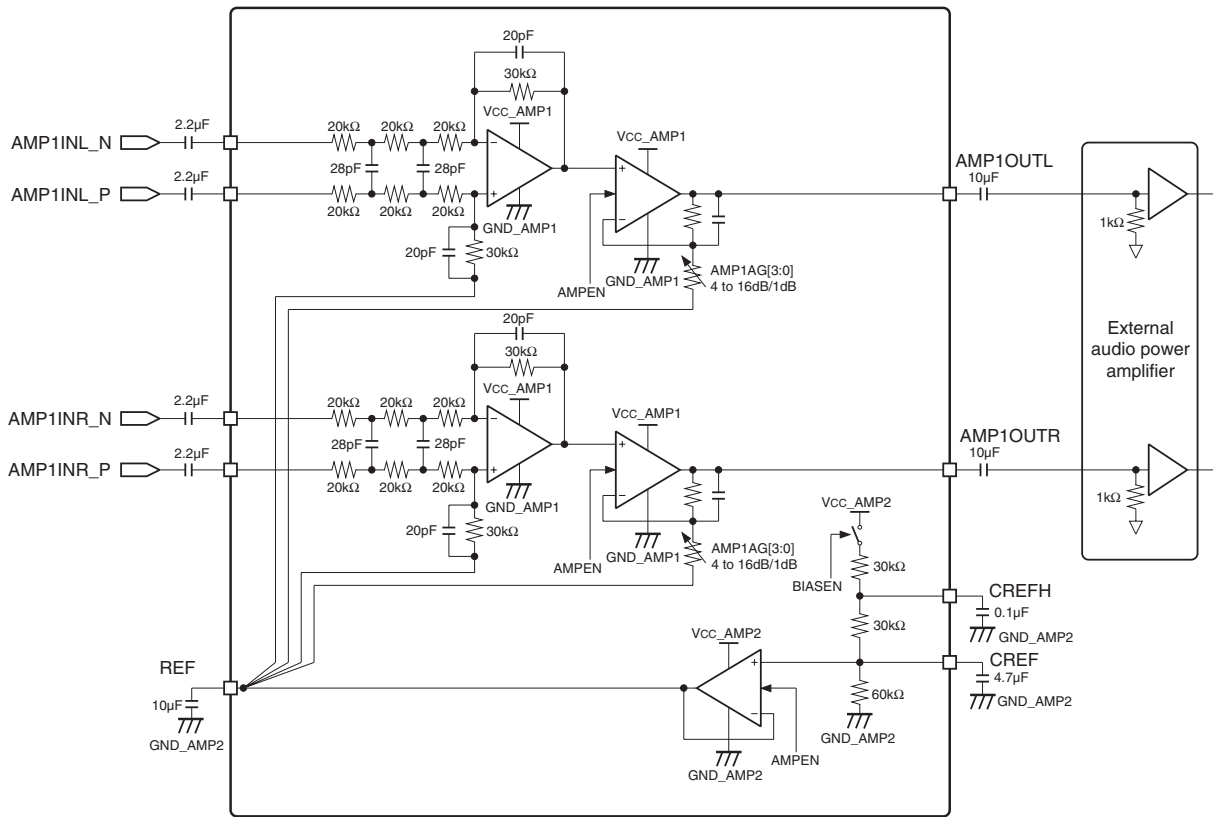 20pF
30kΩ
VCC_AMP1
AMP1INL_N
2.2µF
20kΩ
20kΩ
20kΩ
VCC_AMP1
AMP1OUTL
10µF
28pF
28pF
AMP1INL_P
2.2µF
20kΩ
20kΩ
20kΩ
GND_AMP1
1kΩ
20pF
30kΩ
GND_AMP1
AMP1AG[3:0]
4 to 16dB/1dB
AMPEN
20pF
30kΩ
External
audio power
amplifier
VCC_AMP1
AMP1INR_N
2.2µF
20kΩ
20kΩ
20kΩ
VCC_AMP1
AMP1OUTR
10µF
28pF
28pF
AMP1INR_P
2.2µF
20kΩ
20kΩ
20kΩ
GND_AMP1
1kΩ
VCC_AMP2
20pF
30kΩ
GND_AMP1
AMP1AG[3:0]
4 to 16dB/1dB
AMPEN
BIASEN
30kΩ
CREFH
0.1µF
30kΩ
GND_AMP2
VCC_AMP2
REF
CREF
4.7µF
60kΩ
10µF
GND_AMP2
GND_AMP2
GND_AMP2
GND_AMP2
AMPEN